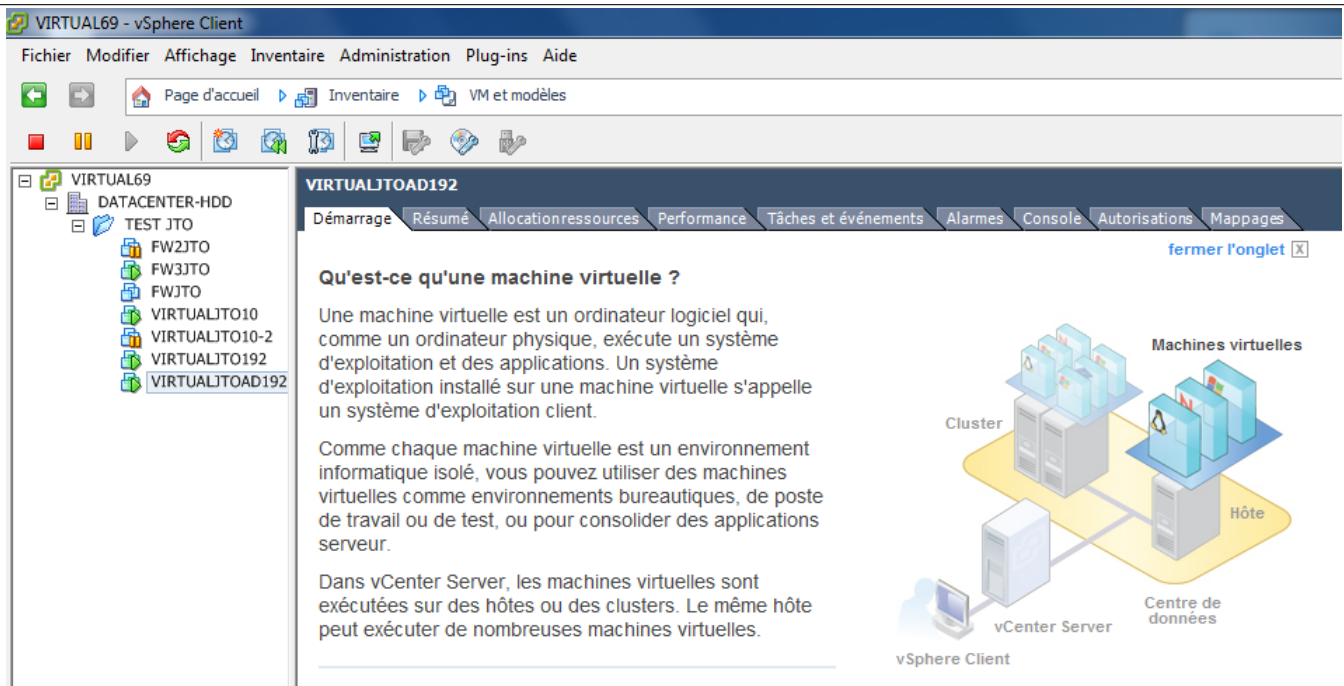 VIRTUAL69 - vSphere Client
Fichier Modifier Affichage Inventaire Administration Plug-ins Aide
Page d'accueil Inventaire VM et modèles
VIRTUAL69
DATACENTER-HDD
TEST JTO
FW2JTO
FW3JTO
FWJTO
VIRTUALJTO10
VIRTUALJTO10-2
VIRTUALJTO192
VIRTUALJTOAD192
VIRTUALJTOAD192
Démarrage Résumé Allocation ressources Performance Tâches et événements Alarmes Console Autorisations Mappages
fermer l'onglet X
Qu'est-ce qu'une machine virtuelle ?
Une machine virtuelle est un ordinateur logiciel qui,
comme un ordinateur physique, exécute un système
d'exploitation et des applications. Un système
d'exploitation installé sur une machine virtuelle s'appelle
un système d'exploitation client.
Comme chaque machine virtuelle est un environnement
informatique isolé, vous pouvez utiliser des machines
virtuelles comme environnements bureautiques, de poste
de travail ou de test, ou pour consolider des applications
serveur.
Dans vCenter Server, les machines virtuelles sont
exécutées sur des hôtes ou des clusters. Le même hôte
peut exécuter de nombreuses machines virtuelles.
Machines virtuelles
Cluster
Hôte
Centre de
données
vCenter Server
vSphere Client